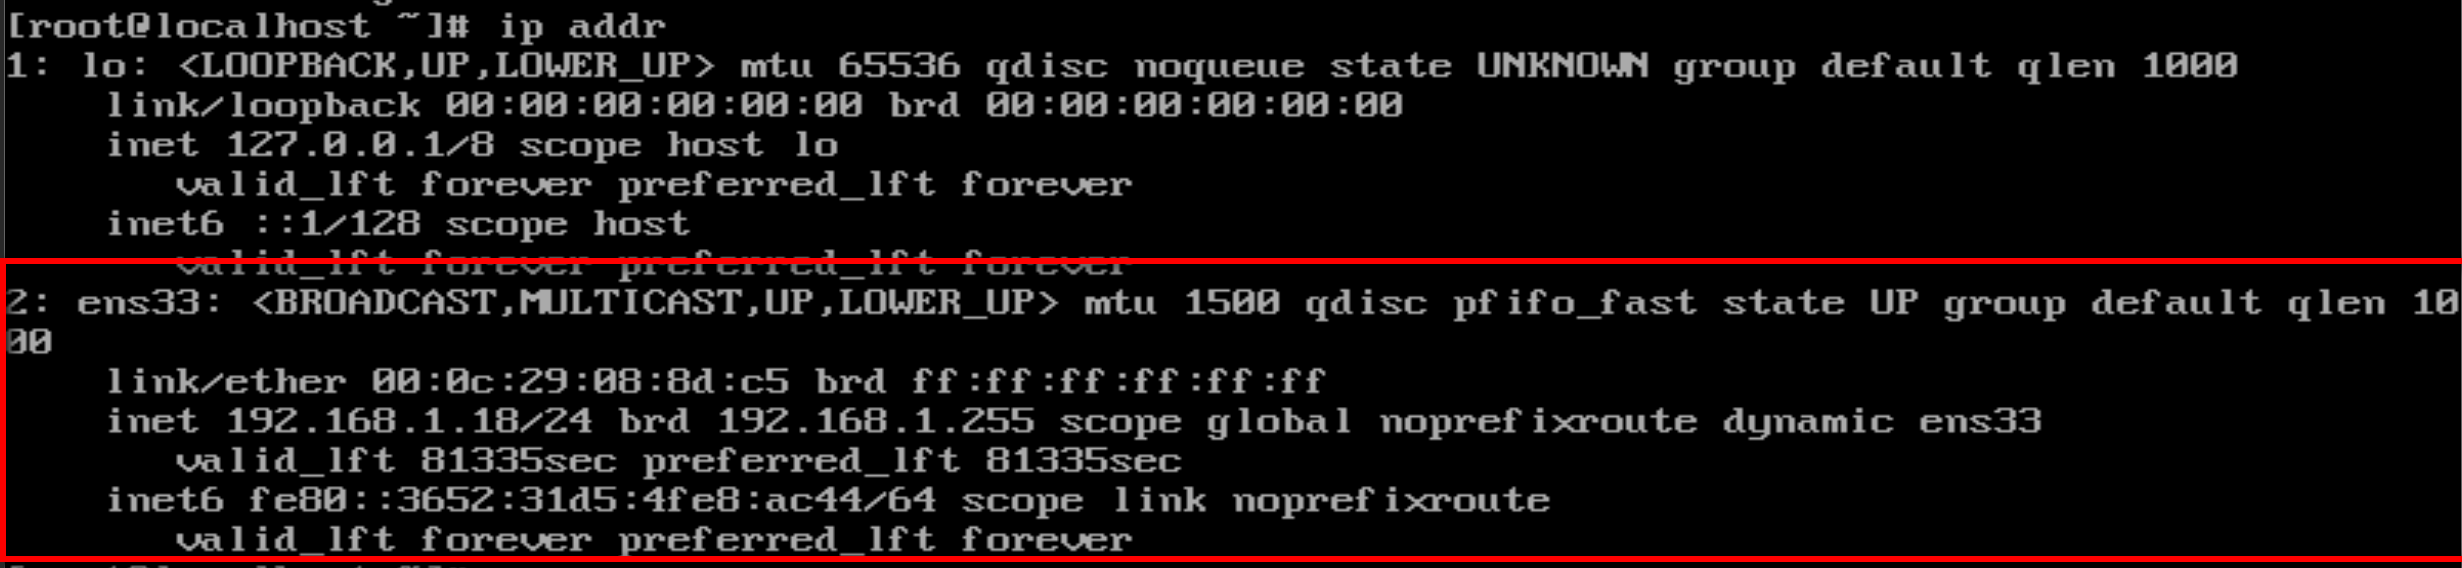 [root@localhost ~]# ip addr
1: lo: <LOOPBACK,UP,LOWER_UP> mtu 65536 qdisc noqueue state UNKNOWN group default qlen 1000
link/loopback 00:00:00:00:00:00 brd 00:00:00:00:00:00
inet 127.0.0.1/8 scope host lo
valid_lft forever preferred_lft forever
inet6 ::1/128 scope host
valid_lft forever preferred_lft forever
2: ens33: <BROADCAST,MULTICAST,UP,LOWER_UP> mtu 1500 qdisc pfifo_fast state UP group default qlen 10
00
link/ether 00:0c:29:08:8d:c5 brd ff:ff:ff:ff:ff:ff
inet 192.168.1.18/24 brd 192.168.1.255 scope global noprefixroute dynamic ens33
valid_lft 81335sec preferred_lft 81335sec
inet6 fe80::3652:31d5:4fe8:ac44/64 scope link noprefixroute
valid_lft forever preferred_lft forever